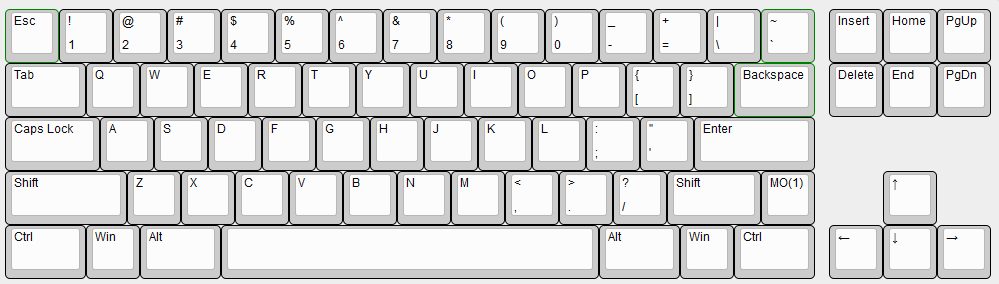 Esc ! @ # $ % ^ & * ( ) _ + | ~ Insert Home PgUp
1 2 3 4 5 6 7 8 9 0 - = \ `
Tab Q W E R T Y U I O P { } Backspace Delete End PgDn
[ ]
Caps Lock A S D F G H J K L : " Enter
; '
Shift Z X C V B N M < > ? Shift MO(1) ↑
, . /
Ctrl Win Alt Alt Win Ctrl ← ↓ →